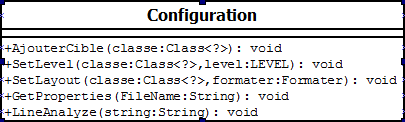 Configuration
+AjouterCible(classe:Class<?>): void
+SetLevel(classe:Class<?>,level:LEVEL): void
+SetLayout(classe:Class<?>,formater:Formater): void
+GetProperties(FileName:String): void
+LineAnalyze(string:String): void